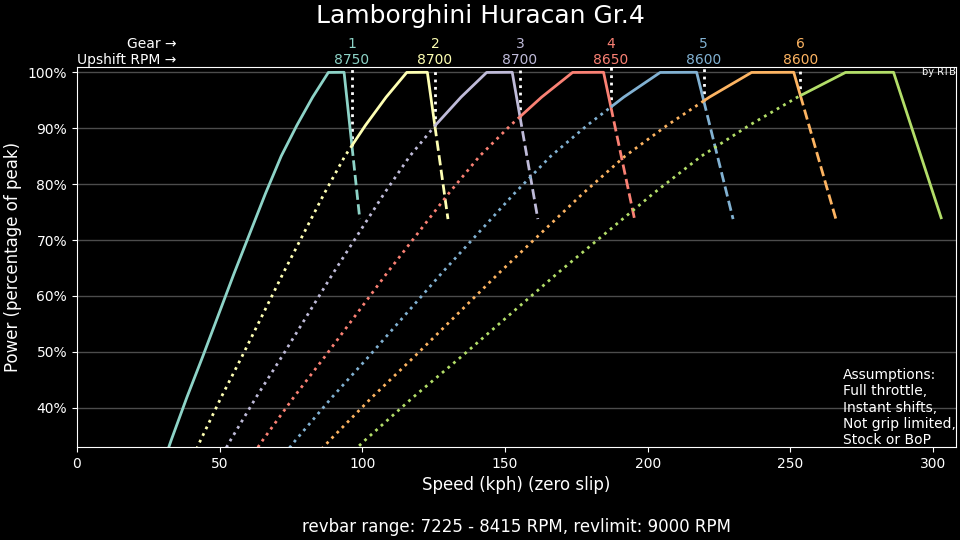 Lamborghini Huracan Gr.4
Gear → 1 2 3 4 5 6
Upshift RPM → 8750 8700 8700 8650 8600 8600
by RTB
100%
90%
80%
70%
60%
50%
40%
Power (percentage of peak)
Assumptions:
Full throttle,
Instant shifts,
Not grip limited,
Stock or BoP
0 50 100 150 200 250 300
Speed (kph) (zero slip)
revbar range: 7225 - 8415 RPM, revlimit: 9000 RPM